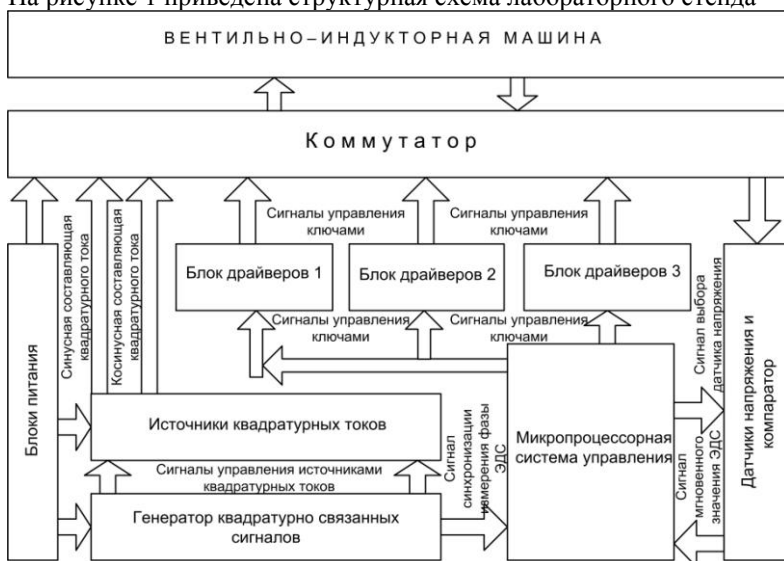 На рисунке 1 приведена структурная схема лабораторного стенда
ВЕНТИЛЬНО–ИНДУКТОРНАЯ МАШИНА
Коммутатор
Синусная составляющая
квадратурного тока
Косинусная составляющая
квадратурного тока
Сигналы управления
ключами
Сигналы управления
ключами
Блок драйверов 1
Блок драйверов 2
Блок драйверов 3
Сигналы управления
ключами
Сигналы управления
ключами
Сигнал выбора
датчика напряжения
Блоки питания
Источники квадратурных токов
Сигналы управления источниками
квадратурных токов
Генератор квадратурно связанных
сигналов
Сигнал
синхронизации
измерения фазы
ЭДС
Микропроцессорная
система управления
Сигнал
мгновенного
значения ЭДС
Датчики напряжения и
компаратор